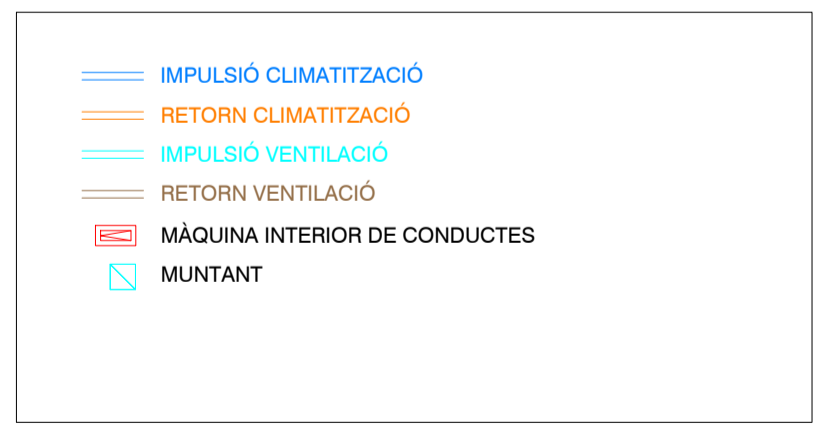 IMPULSIÓ CLIMATITZACIÓ
RETORN CLIMATITZACIÓ
IMPULSIÓ VENTILACIÓ
RETORN VENTILACIÓ
MÀQUINA INTERIOR DE CONDUCTES
MUNTANT